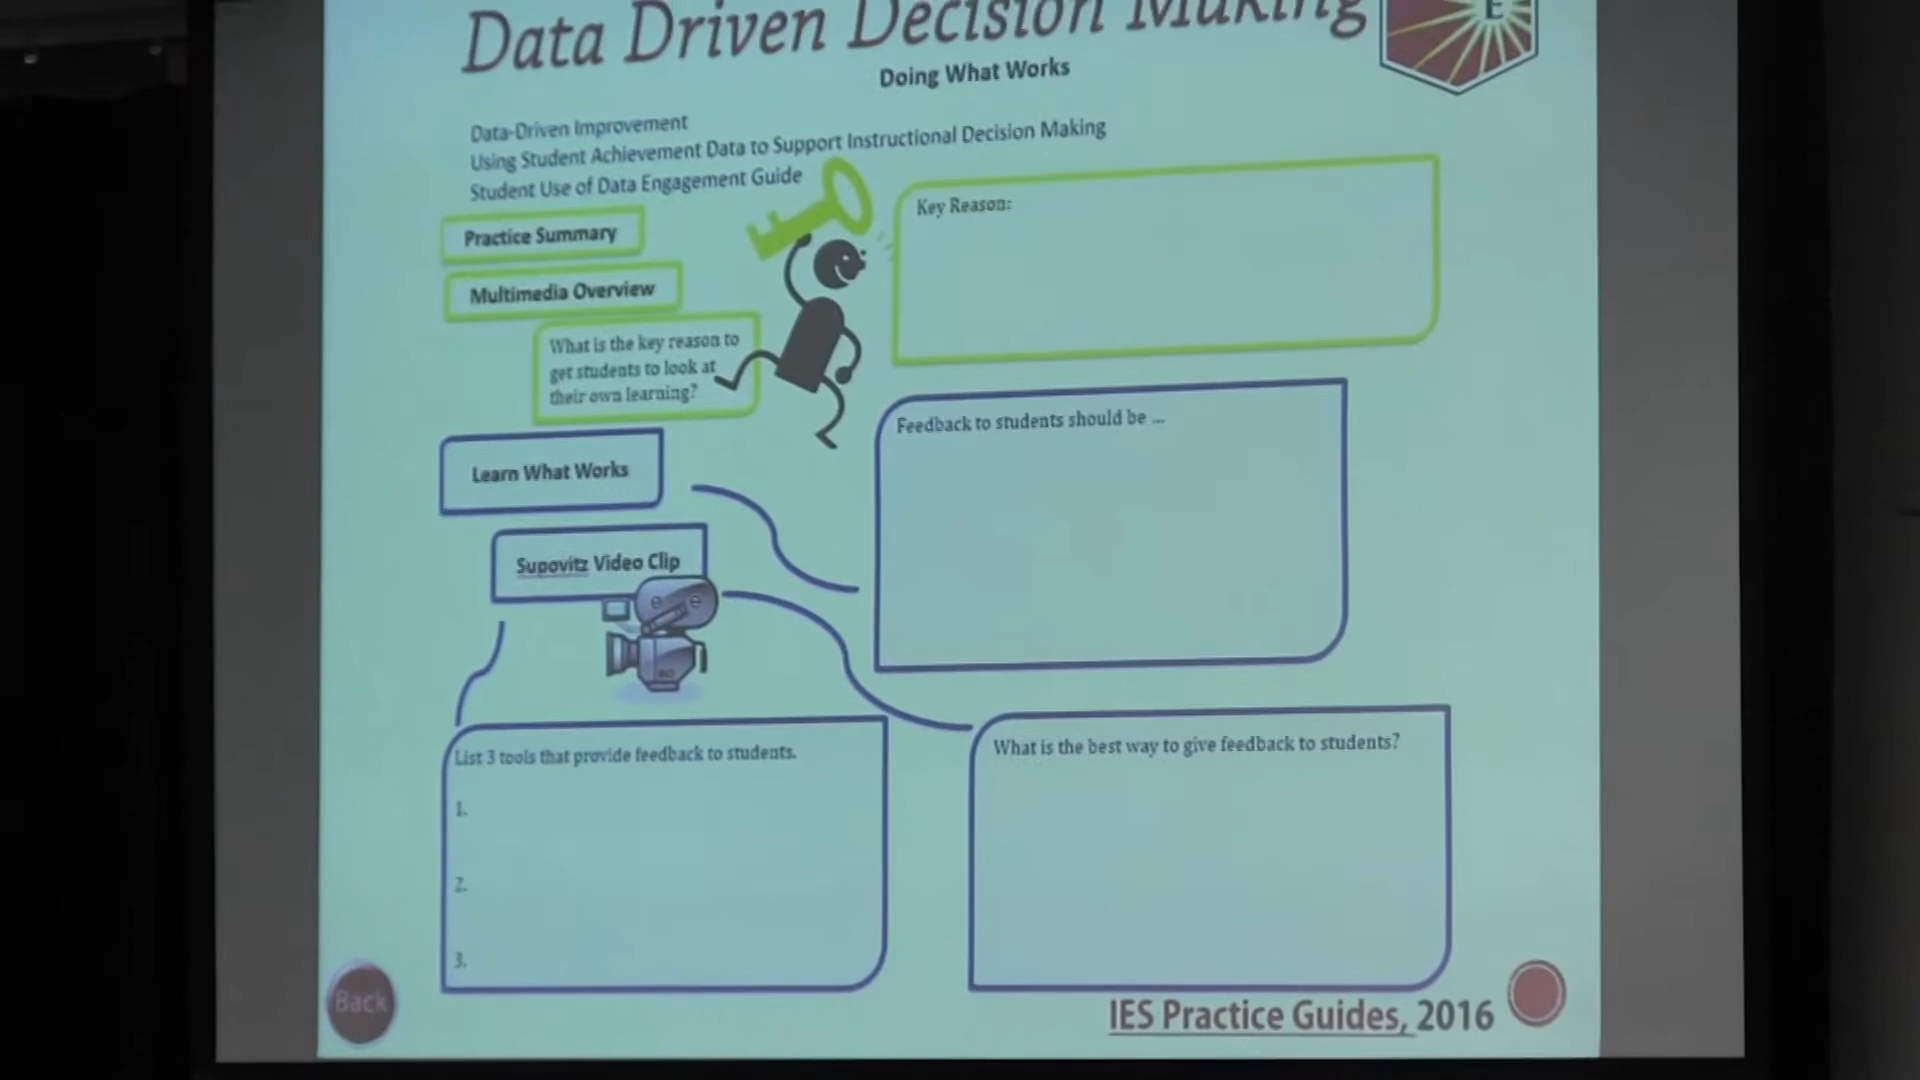 Data Driven Decision Making
E
Doing What Works
Data-Driven Improvement
Using Student Achievement Data to Support Instructional Decision Making
Student Use of Data Engagement Guide
Practice Summary
Multimedia Overview
What is the key reason to
get students to look at
their own learning?
Key Reason:
Learn What Works
Supovitz Video Clip
Feedback to students should be ...
List 3 tools that provide feedback to students.
1.
2.
3.
What is the best way to give feedback to students?
Back
IES Practice Guides, 2016